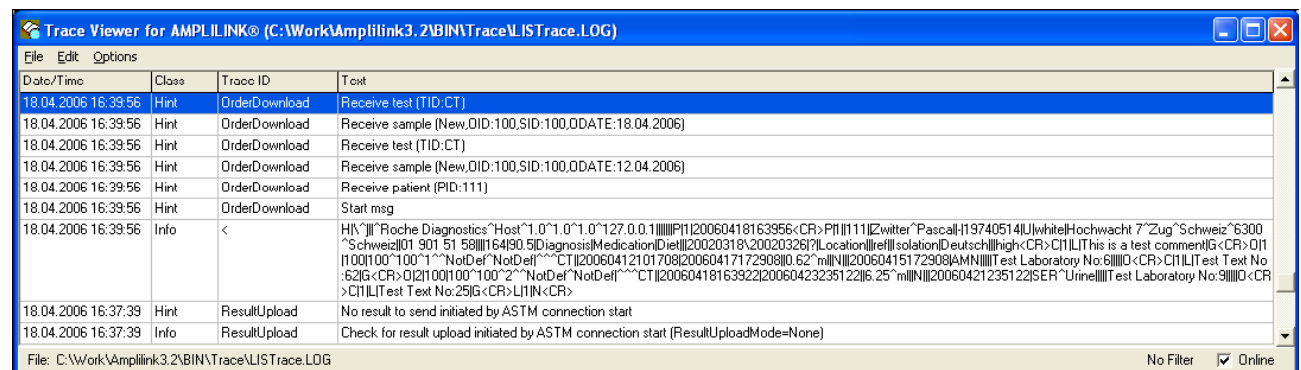 Trace Viewer for AMPLILINK® (C:\Work\Amplilink3.2\BIN\Trace\LISTrace.LOG)
File Edit Options
Date/Time Class Trace ID Text
18.04.2006 16:39:56 Hint OrderDownload Receive test (TID:CT)
18.04.2006 16:39:56 Hint OrderDownload Receive sample (New,OID:100,SID:100,ODATE:18.04.2006)
18.04.2006 16:39:56 Hint OrderDownload Receive test (TID:CT)
18.04.2006 16:39:56 Hint OrderDownload Receive sample (New,OID:100,SID:100,ODATE:12.04.2006)
18.04.2006 16:39:56 Hint OrderDownload Receive patient (PID:111)
18.04.2006 16:39:56 Hint OrderDownload Start msg
18.04.2006 16:39:56 Info < H|\^|||^Roche Diagnostics^Host^1.0^1.0^1.0^127.0.0.1|||||||P|1|20060418163956<CR>P|1||111||Zwitter^Pascal|-|19740514|U|white|Hochwacht 7^Zug^Schweiz^6300
^Schweiz||01 901 51 58||||164|90.5|Diagnosis|Medication|Diet|||20020318\20020326|?|Location|||ref|Isolation|Deutsch|||high<CR>C|1|L|This is a test comment|G<CR>O|1
|100|100^100^1^^NotDef^NotDef|^^^CT||20060412101708|20060417172908||0.62^ml|N|||20060415172908|AMN|||||Test Laboratory No:6|||||O<CR>C|1|L|Test Text No
:62|G<CR>O|2|100|100^100^2^^NotDef^NotDef|^^^CT||20060418163922|20060423235122||6.25^ml|N|||20060421235122|SER^Urine|||||Test Laboratory No:9|||||O<CR
>C|1|L|Test Text No:25|G<CR>L|1|N<CR>
18.04.2006 16:37:39 Hint ResultUpload No result to send initiated by ASTM connection start
18.04.2006 16:37:39 Info ResultUpload Check for result upload initiated by ASTM connection start (ResultUploadMode=None)
File: C:\Work\Amplilink3.2\BIN\Trace\LISTrace.LOG No Filter Online